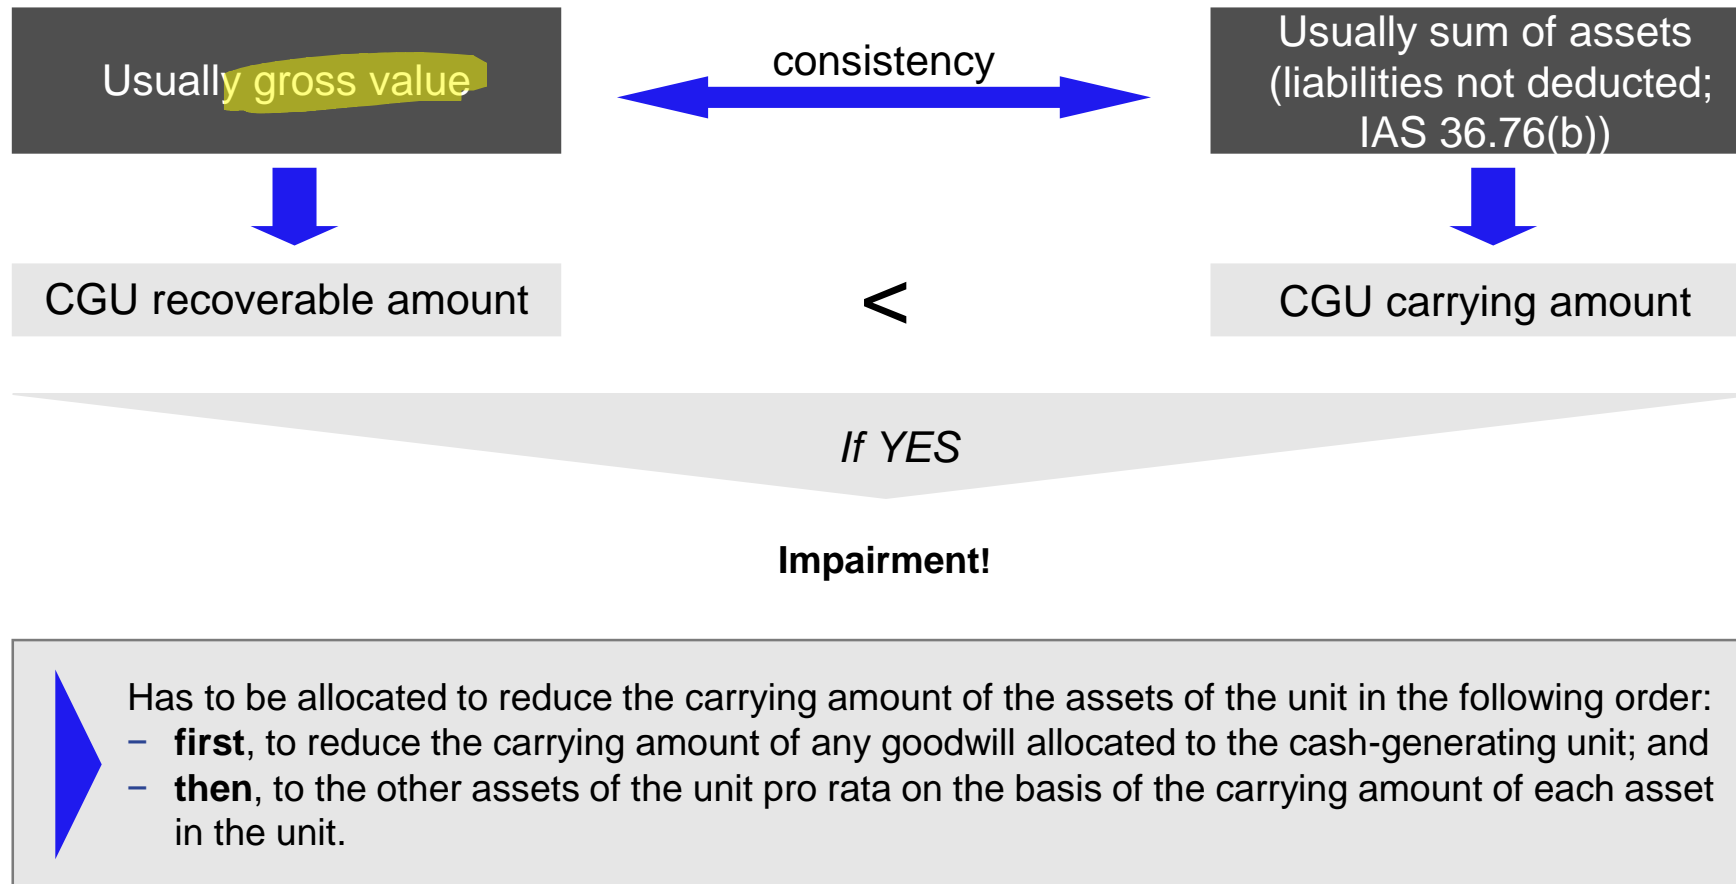 Usually gross value
consistency
Usually sum of assets
(liabilities not deducted;
IAS 36.76(b))
CGU recoverable amount
<
CGU carrying amount
If YES
Impairment!
Has to be allocated to reduce the carrying amount of the assets of the unit in the following order:
− first, to reduce the carrying amount of any goodwill allocated to the cash-generating unit; and
− then, to the other assets of the unit pro rata on the basis of the carrying amount of each asset
in the unit.